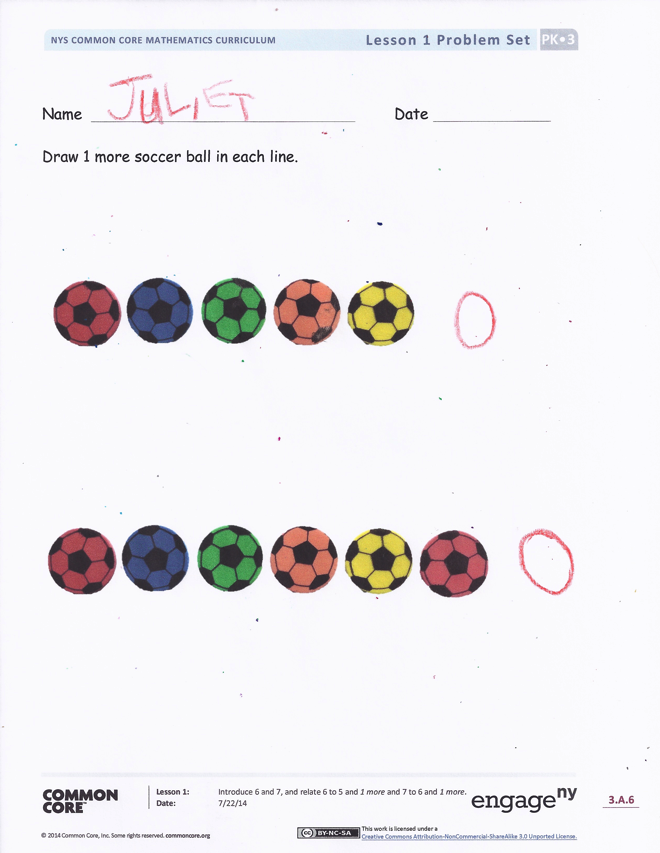 NYS COMMON CORE MATHEMATICS CURRICULUM Lesson 1 Problem Set PK•3
Name JULIET Date
Draw 1 more soccer ball in each line.
COMMON CORE™ Lesson 1: Introduce 6 and 7, and relate 6 to 5 and 1 more and 7 to 6 and 1 more.
Date: 7/22/14
engage ny
3.A.6
© 2014 Common Core, Inc. Some rights reserved. commoncore.org
CC BY-NC-SA
This work is licensed under a
Creative Commons Attribution-NonCommercial-ShareAlike 3.0 Unported License.